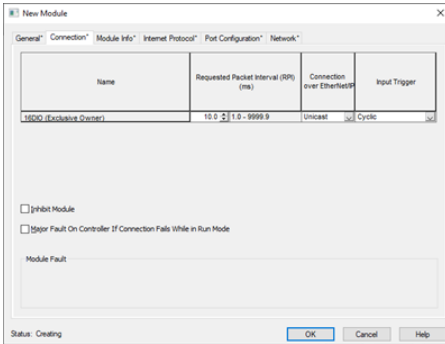 New Module
General* Connection* Module Info* Internet Protocol* Port Configuration* Network*
Name Requested Packet Interval (RPI) (ms) Connection over EtherNet/IP Input Trigger
16DIO (Exclusive Owner) 10.0 1.0 - 9999.9 Unicast Cyclic
Inhibit Module
Major Fault On Controller If Connection Fails While in Run Mode
Module Fault
Status: Creating OK Cancel Help